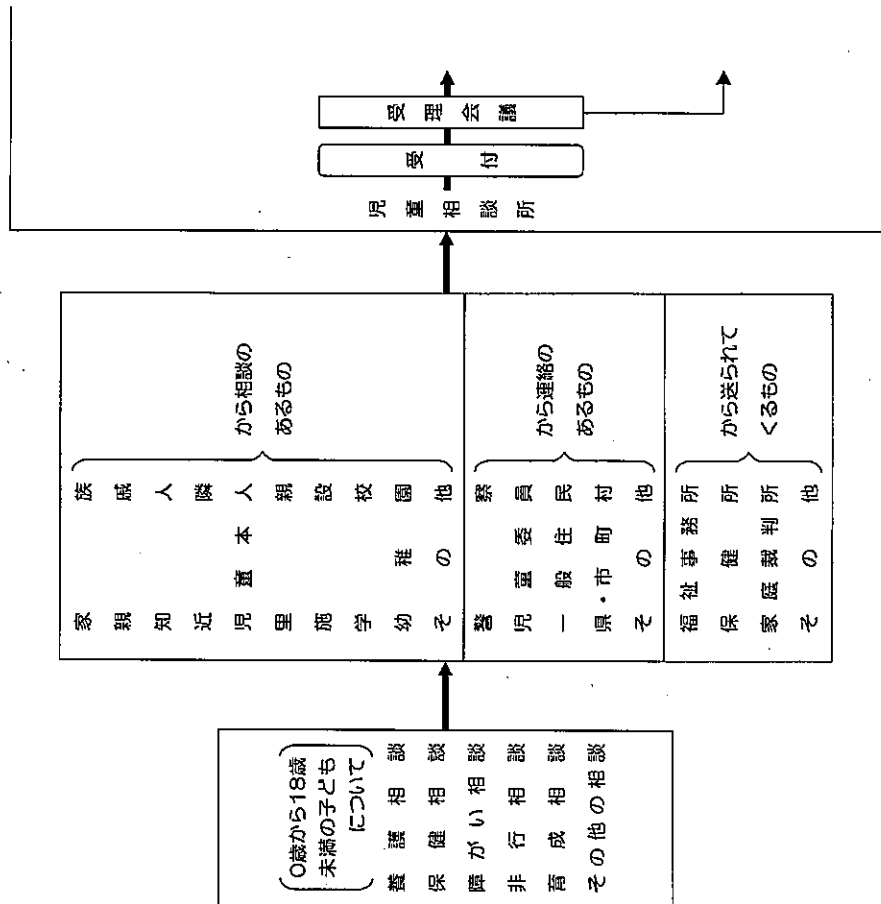 (0歳から18歳
未満の子ども
について)
養護相談
保健相談
障がい相談
非行相談
育成相談
その他の相談
家族
親戚
知人
近隣
児童本人
里親
施設
学校
幼稚園
その他
から相談の
あるもの
警察
児童委員
一般住民
県・市町村
その他
から連絡の
あるもの
福祉事務所
保健所
家庭裁判所
その他
から送られて
くるもの
児童相談所
受付
受理会議